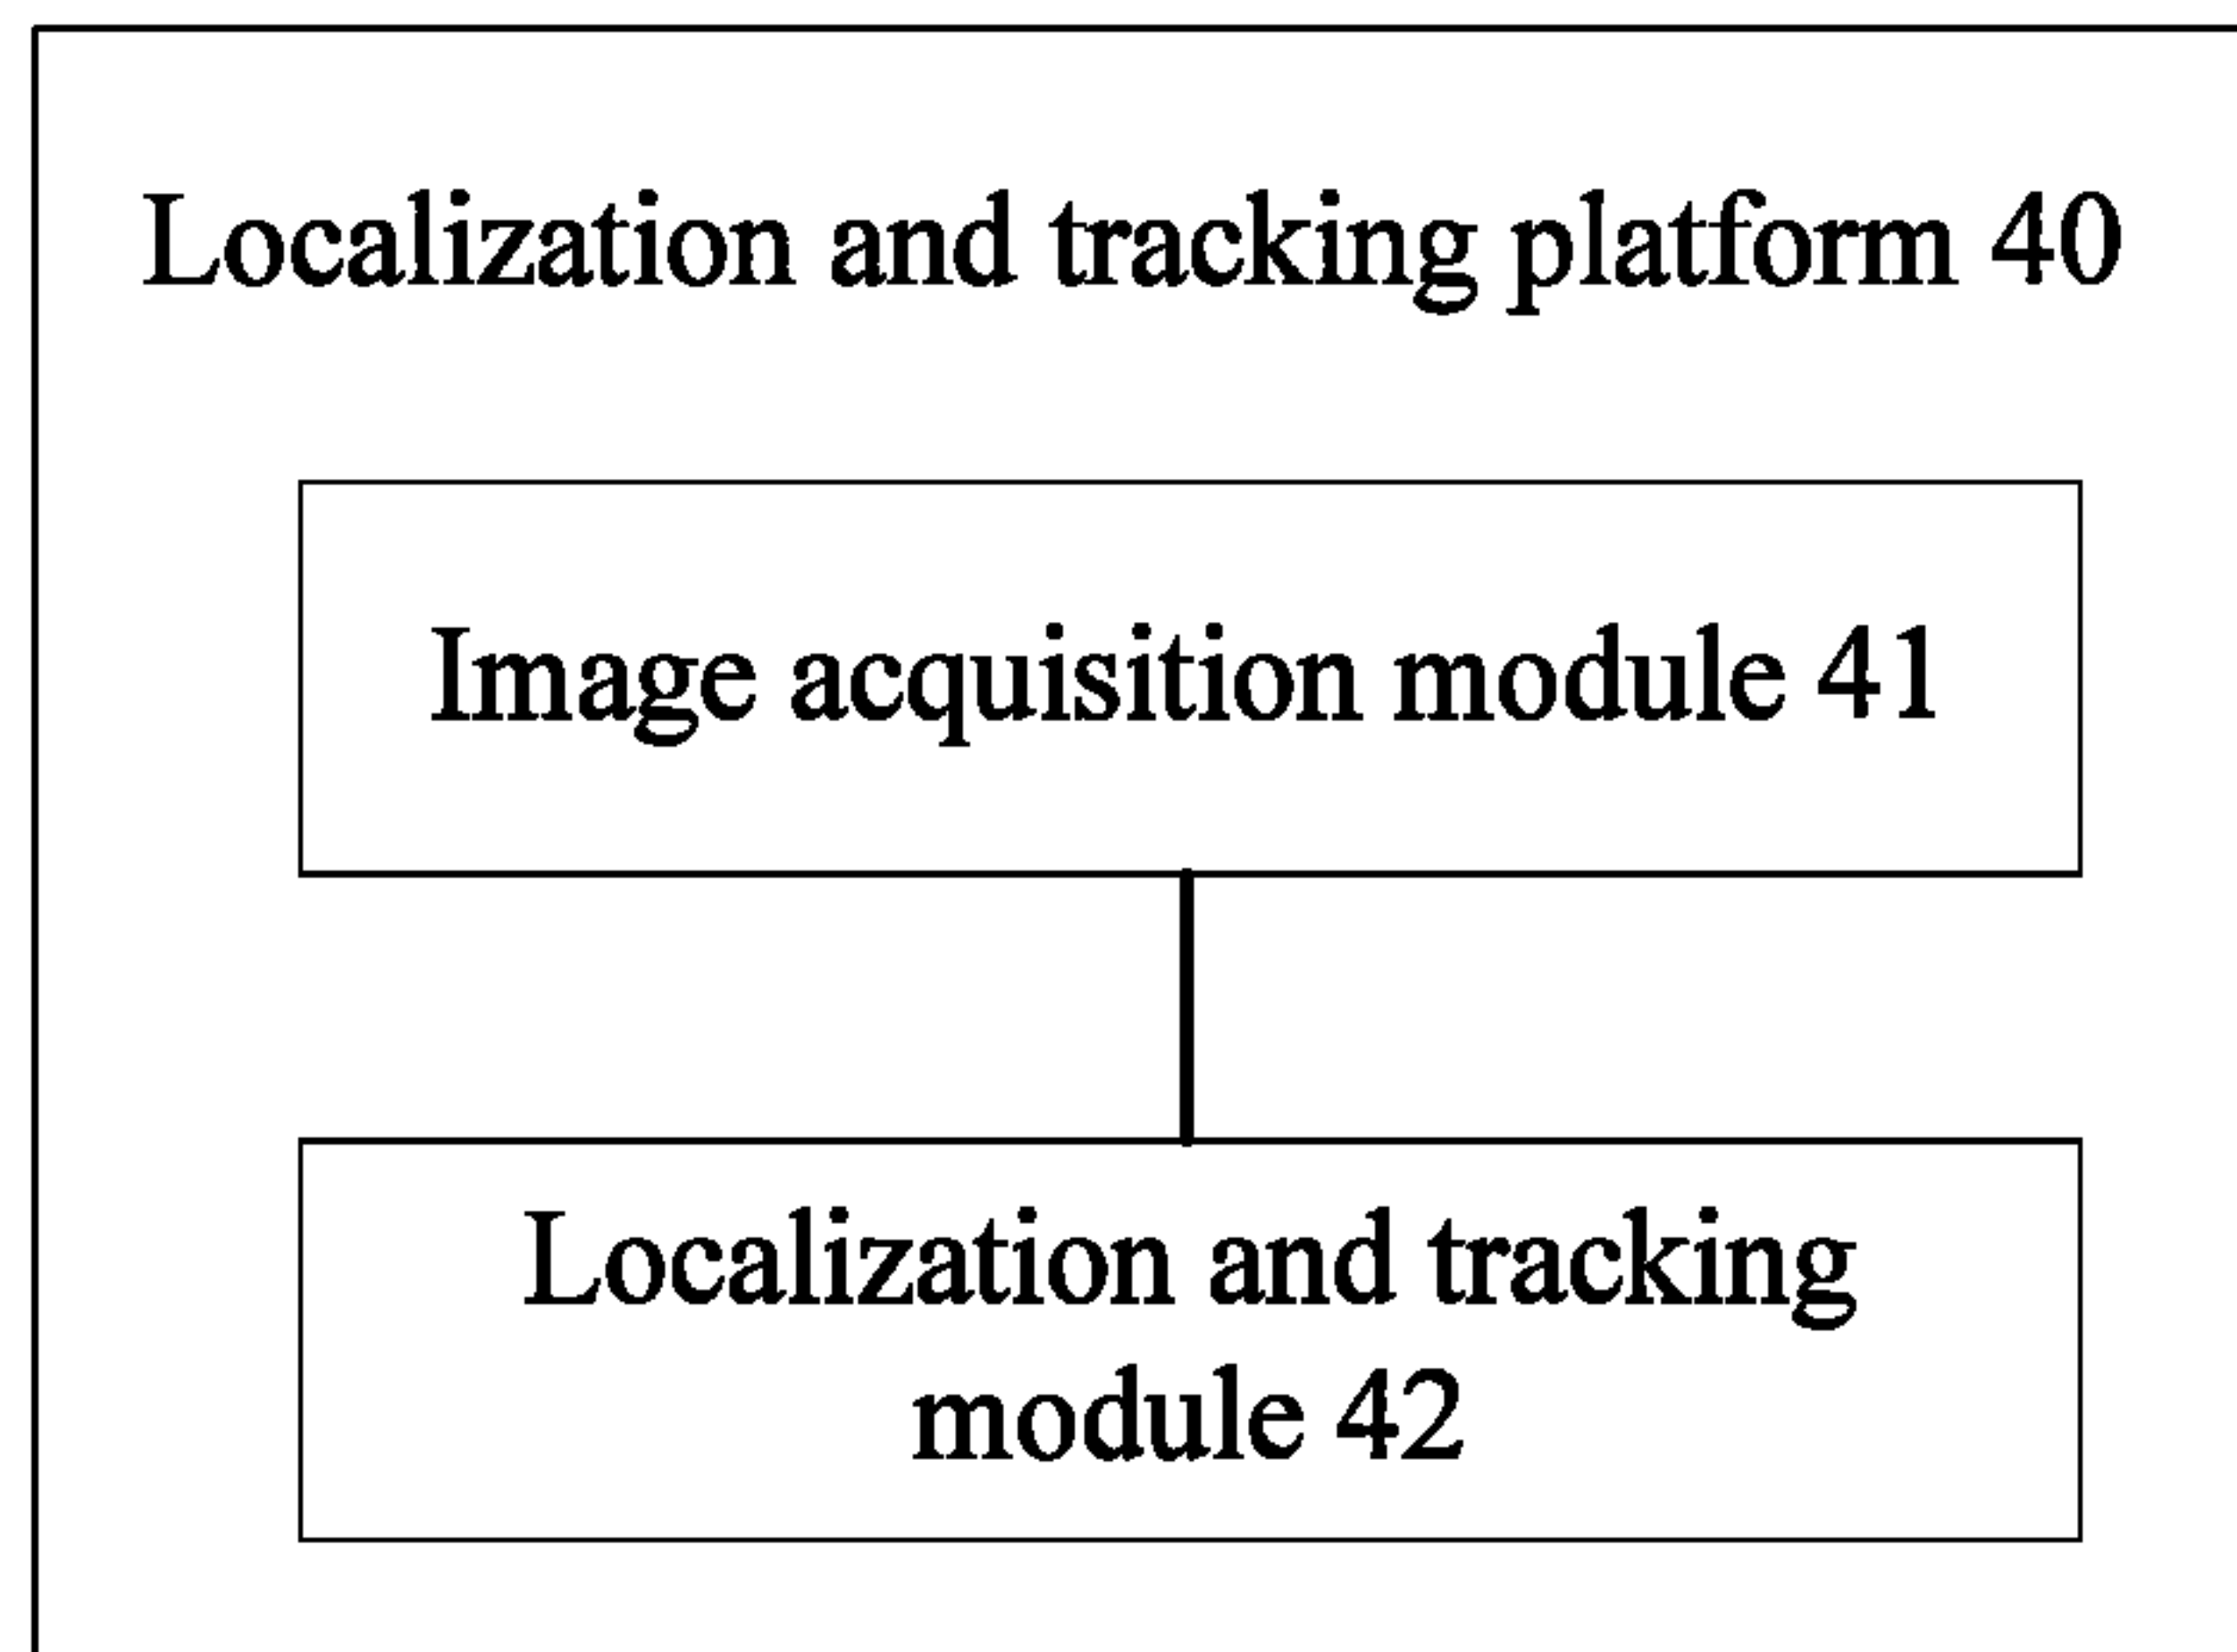 Localization and tracking platform 40
Image acquisition module 41
Localization and tracking
module 42